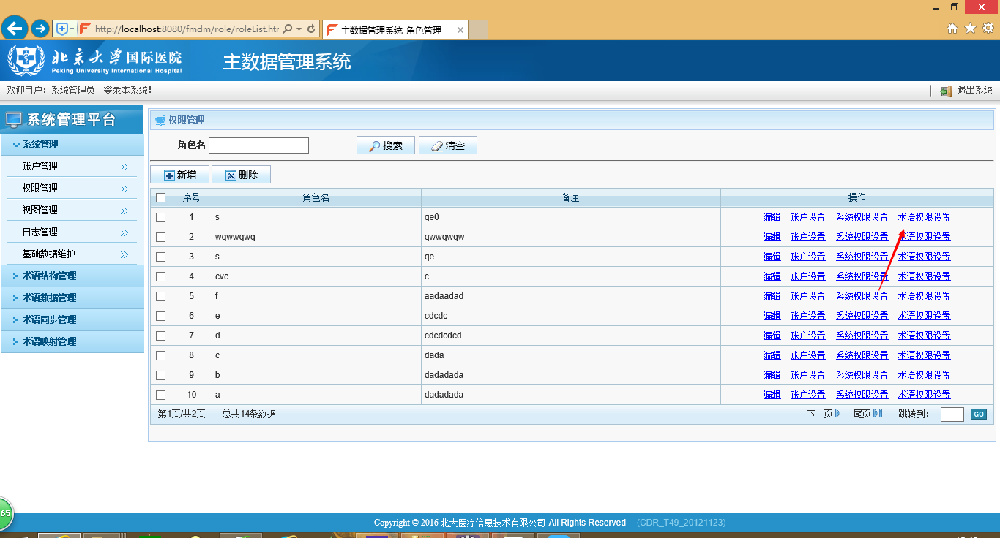 http://localhost:8080/fmdm/role/roleList.htr
主数据管理系统-角色管理
北京大学国际医院
Peking University International Hospital
主数据管理系统
欢迎用户： 系统管理员 登录本系统！
退出系统
系统管理平台
系统管理
账户管理
权限管理
视图管理
日志管理
基础数据维护
术语结构管理
术语数据管理
术语同步管理
术语映射管理
权限管理
角色名 搜索 清空
新增 删除
序号 角色名 备注 操作
1 s qe0 编辑 账户设置 系统权限设置 术语权限设置
2 wqwwqwq qwwqwqw 编辑 账户设置 系统权限设置 术语权限设置
3 s qe 编辑 账户设置 系统权限设置 术语权限设置
4 cvc c 编辑 账户设置 系统权限设置 术语权限设置
5 f aadaadad 编辑 账户设置 系统权限设置 术语权限设置
6 e cdcdc 编辑 账户设置 系统权限设置 术语权限设置
7 d cdcdcdcd 编辑 账户设置 系统权限设置 术语权限设置
8 c dada 编辑 账户设置 系统权限设置 术语权限设置
9 b dadadada 编辑 账户设置 系统权限设置 术语权限设置
10 a dadadada 编辑 账户设置 系统权限设置 术语权限设置
第1页/共2页 总共14条数据 下一页 尾页 跳转到： GO
65
Copyright © 2016 北大医疗信息技术有限公司 All Rights Reserved (CDR_T49_20121123)